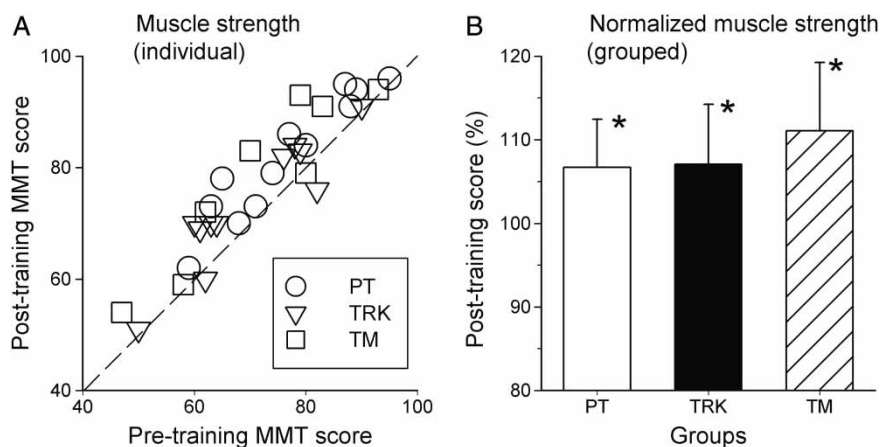 A
Muscle strength
(individual)
Post-training MMT score
100
80
60
40
40
60
80
100
Pre-training MMT score
PT
TRK
TM
B
Normalized muscle strength
(grouped)
Post-training score (%)
120
110
100
90
80
*
*
*
PT
TRK
TM
Groups